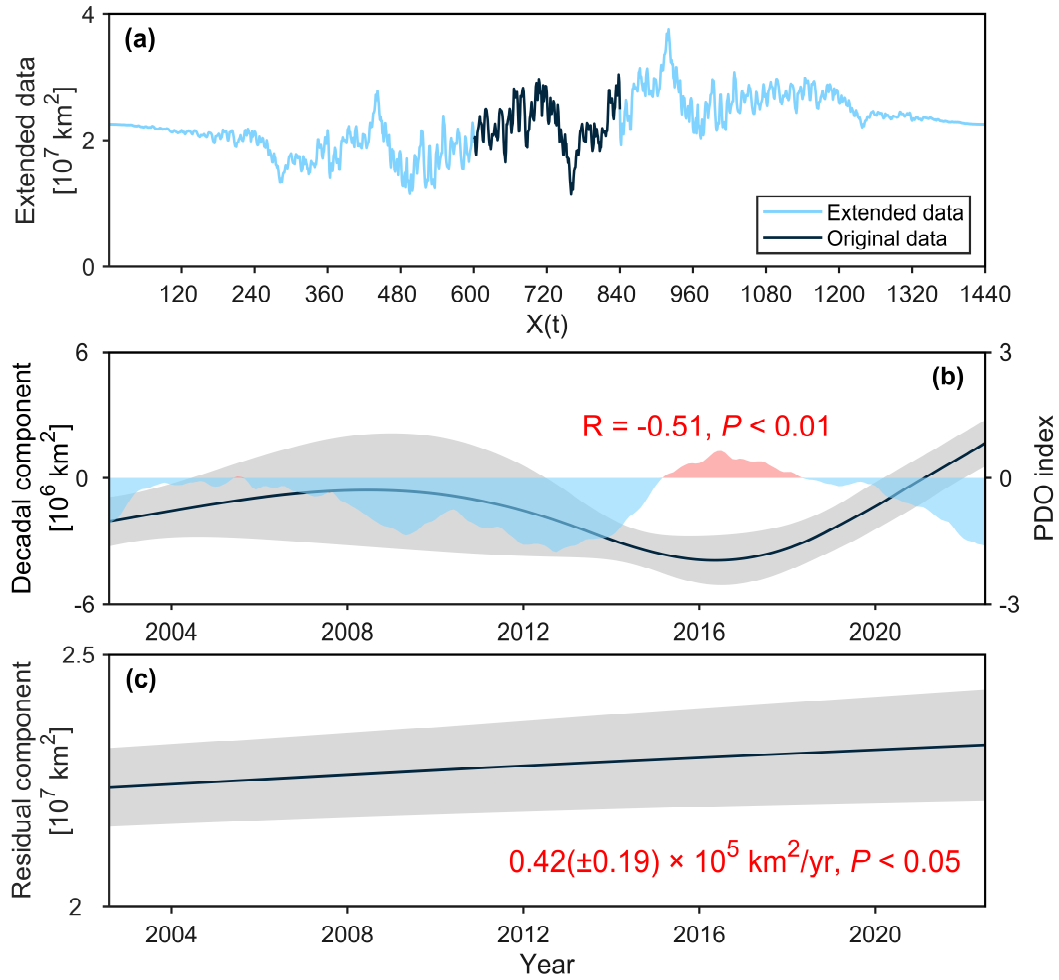 (a)
4
2
0
Extended data
[10⁷ km²]
Extended data
Original data
120 240 360 480 600 720 840 960 1080 1200 1320 1440
X(t)
(b)
6
0
-6
Decadal component
[10⁶ km²]
R = -0.51, P < 0.01
3
0
-3
PDO index
2004 2008 2012 2016 2020
(c)
2.5
2
Residual component
[10⁷ km²]
0.42(±0.19) × 10⁵ km²/yr, P < 0.05
2004 2008 2012 2016 2020
Year